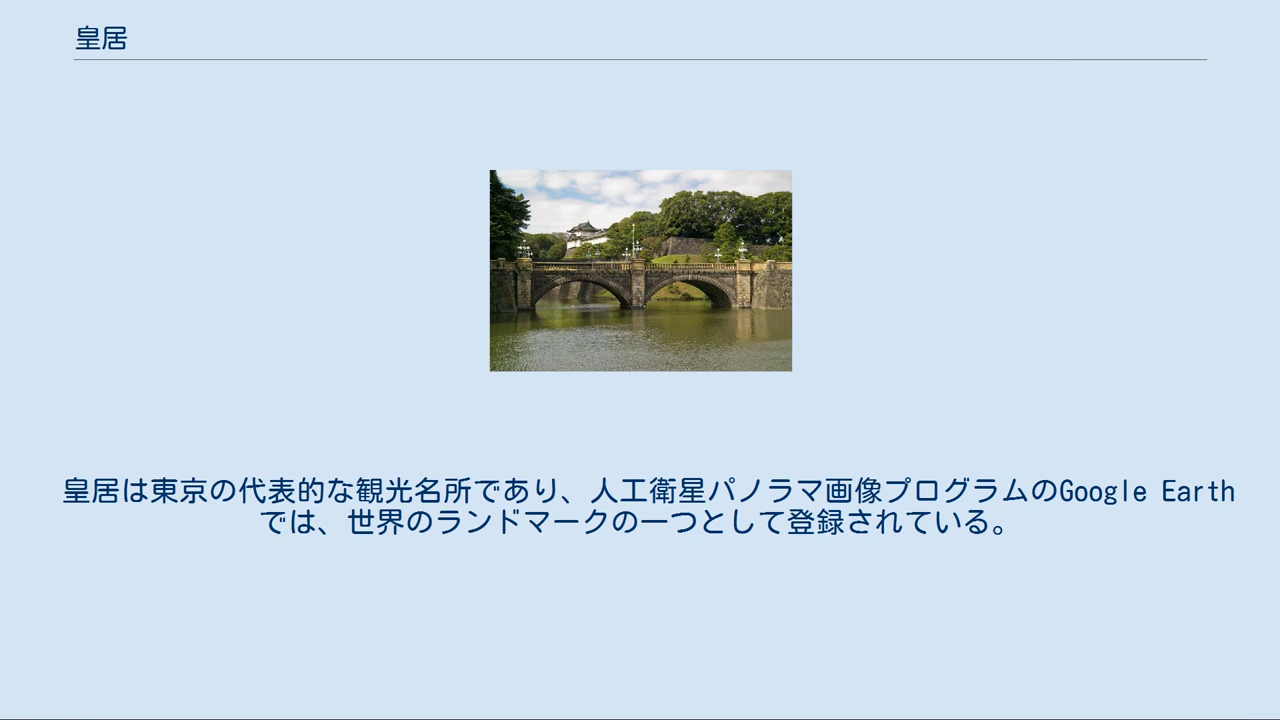 皇居
皇居は東京の代表的な観光名所であり、人工衛星パノラマ画像プログラムのGoogle Earth
では、世界のランドマークの一つとして登録されている。